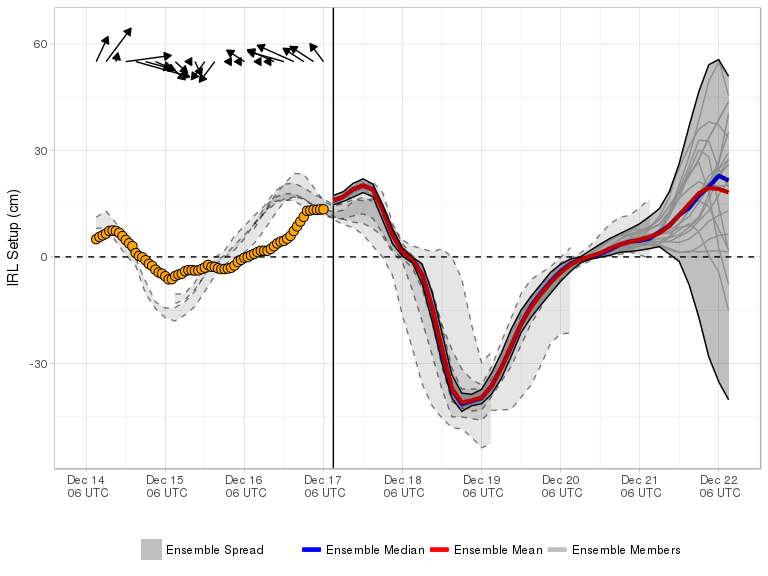 60
30
0
-30
IRL Setup (cm)
Dec 14 Dec 15 Dec 16 Dec 17 Dec 18 Dec 19 Dec 20 Dec 21 Dec 22
06 UTC 06 UTC 06 UTC 06 UTC 06 UTC 06 UTC 06 UTC 06 UTC 06 UTC
Ensemble Spread Ensemble Median Ensemble Mean Ensemble Members